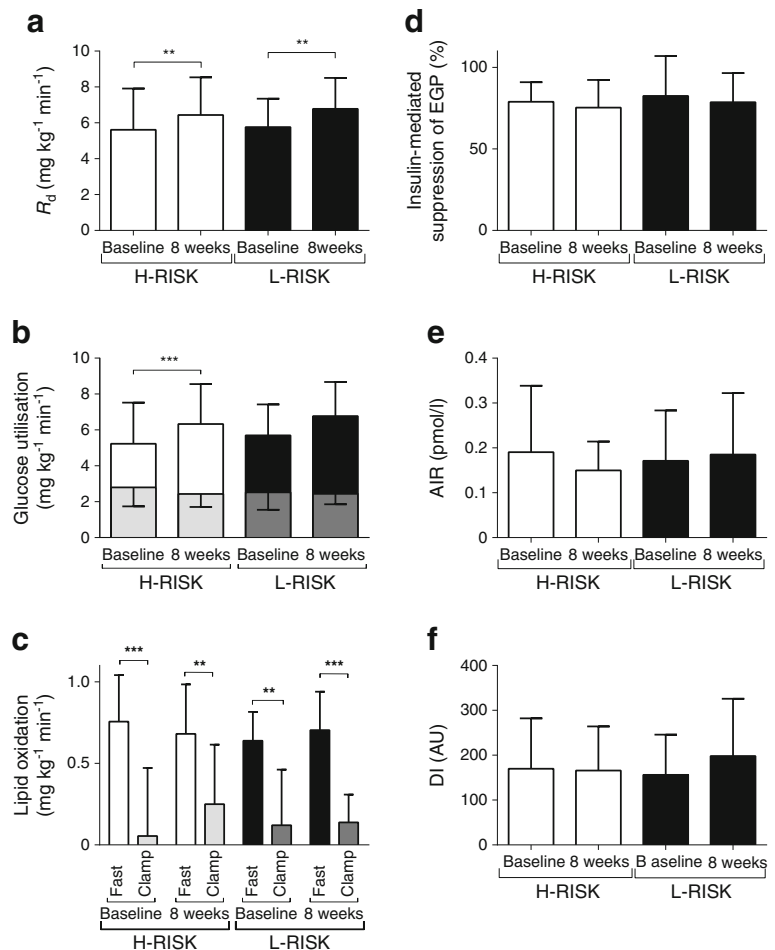 a
** **
10
8
6
4
2
0
Rd (mg kg-1 min-1)
Baseline 8 weeks Baseline 8weeks
H-RISK L-RISK
b
***
10
8
6
4
2
0
Glucose utilisation
(mg kg-1 min-1)
Baseline 8 weeks Baseline 8 weeks
H-RISK L-RISK
c
*** ** ** ***
1.0
0.5
0
Lipid oxidation
(mg kg-1 min-1)
Fast Clamp Fast Clamp Fast Clamp Fast Clamp
Baseline 8 weeks Baseline 8 weeks
H-RISK L-RISK
d
100
50
0
Insulin-mediated
suppression of EGP (%)
Baseline 8 weeks Baseline 8 weeks
H-RISK L-RISK
e
0.4
0.3
0.2
0.1
0
AIR (pmol/l)
Baseline 8 weeks Baseline 8 weeks
H-RISK L-RISK
f
400
300
200
100
0
DI (AU)
Baseline 8 weeks B aseline 8 weeks
H-RISK L-RISK